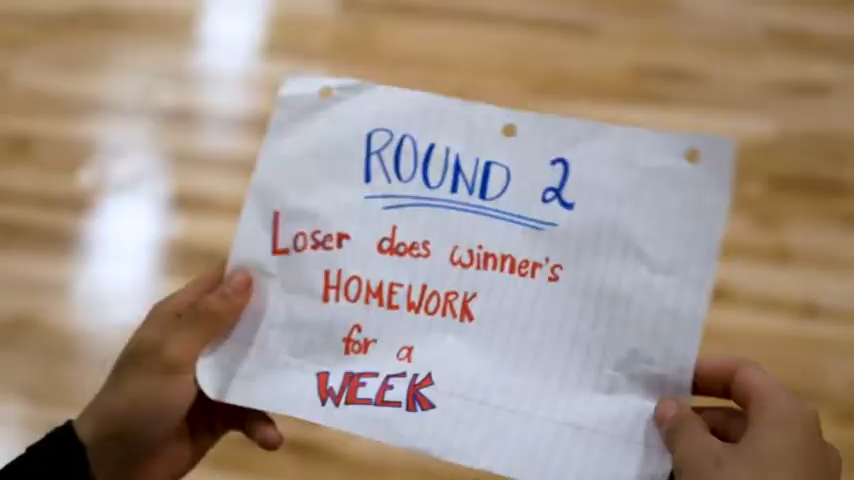 ROUND 2
Loser does winner's
HOMEWORK
for a
WEEK